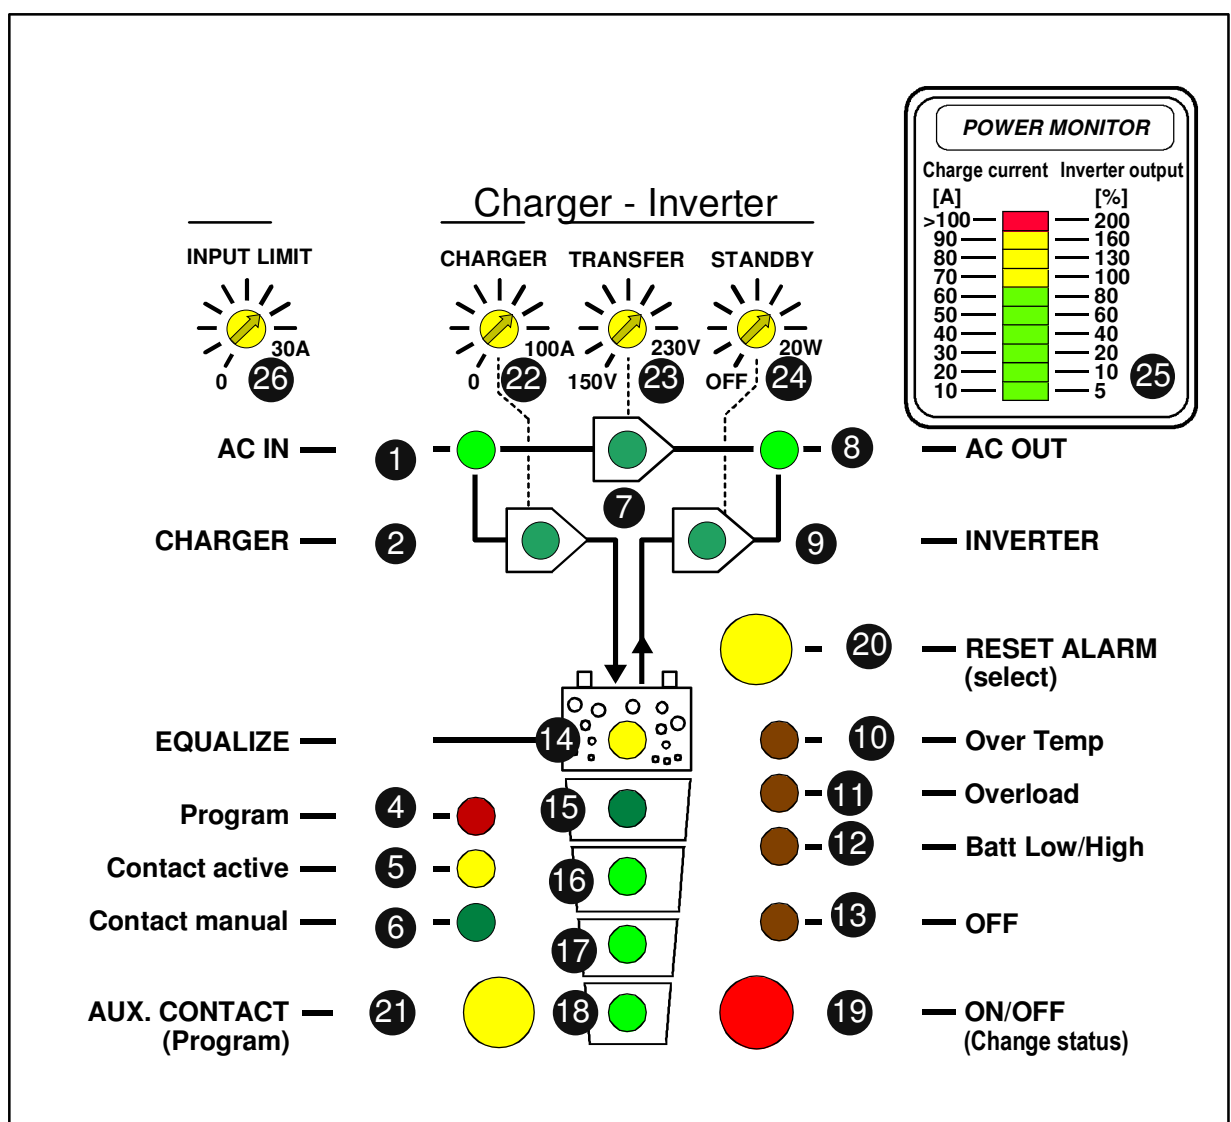 POWER MONITOR
Charge current Inverter output
[A] [%]
>100 200
90 160
80 130
70 100
60 80
50 60
40 40
30 20
20 10
10 5
25
Charger - Inverter
INPUT LIMIT CHARGER TRANSFER STANDBY
30A 100A 230V 20W
0 26 0 22 150V 23 OFF 24
AC IN 1 8 AC OUT
7
CHARGER 2 9 INVERTER
20 RESET ALARM
(select)
EQUALIZE 14 10 Over Temp
Program 4 15 11 Overload
Contact active 5 16 12 Batt Low/High
Contact manual 6 17 13 OFF
AUX. CONTACT 21 18 19 ON/OFF
(Program) (Change status)